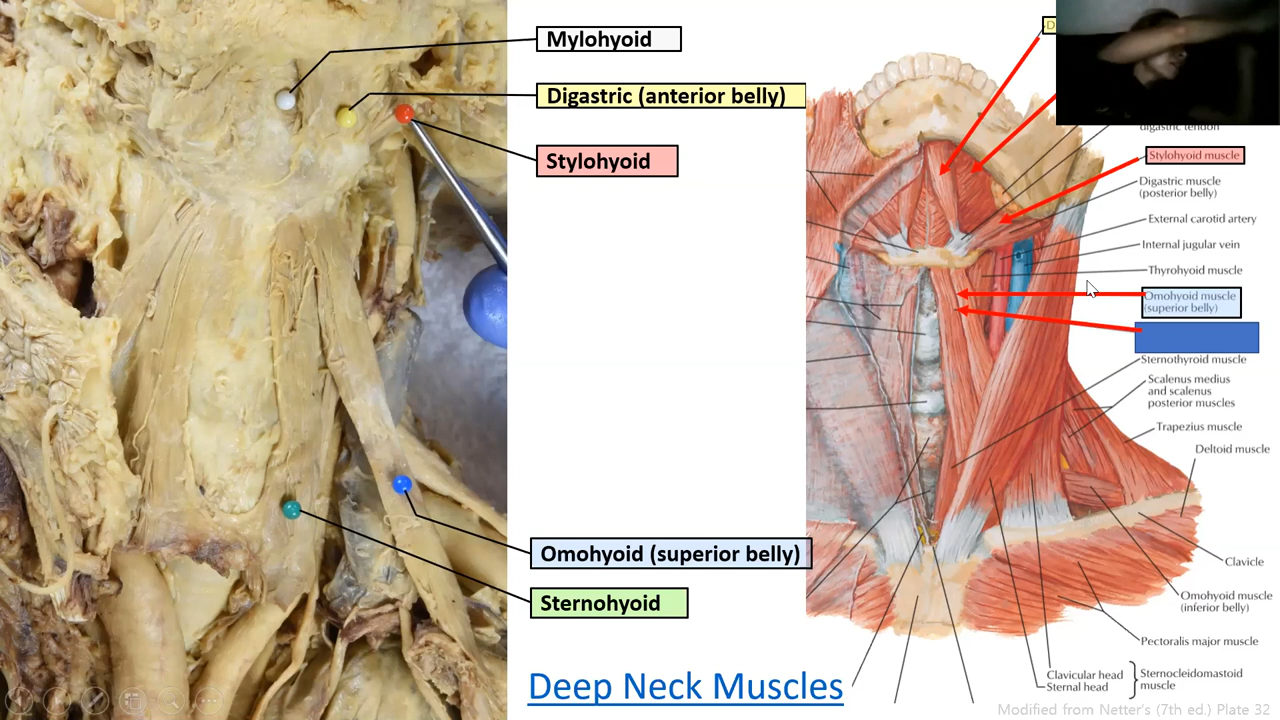 Mylohyoid
Digastric (anterior belly)
Stylohyoid
Omohyoid (superior belly)
Sternohyoid
Deep Neck Muscles
D
digastric tendon
Stylohyoid muscle
Digastric muscle
(posterior belly)
External carotid artery
Internal jugular vein
Thyrohyoid muscle
Omohyoid muscle
(superior belly)
Sternothyroid muscle
Scalenus medius
and scalenus
posterior muscles
Trapezius muscle
Deltoid muscle
Clavicle
Omohyoid muscle
(inferior belly)
Pectoralis major muscle
Clavicular head
Sternal head
Sternocleidomastoid
muscle
Modified from Netter's (7th ed.) Plate 32